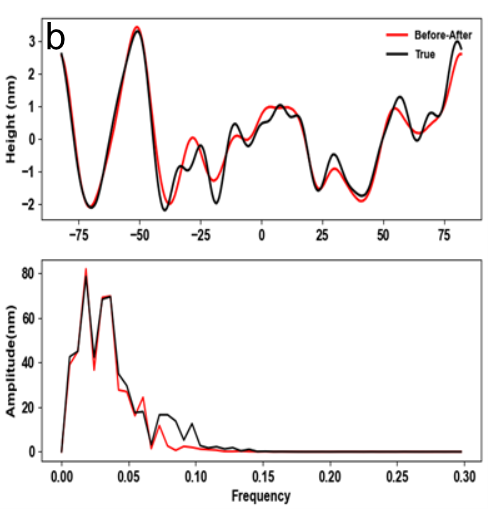 b
Before-After
True
Height (nm)
3
2
1
0
−1
−2
−75 −50 −25 0 25 50 75
Amplitude(nm)
80
60
40
20
0
0.00 0.05 0.10 0.15 0.20 0.25 0.30
Frequency